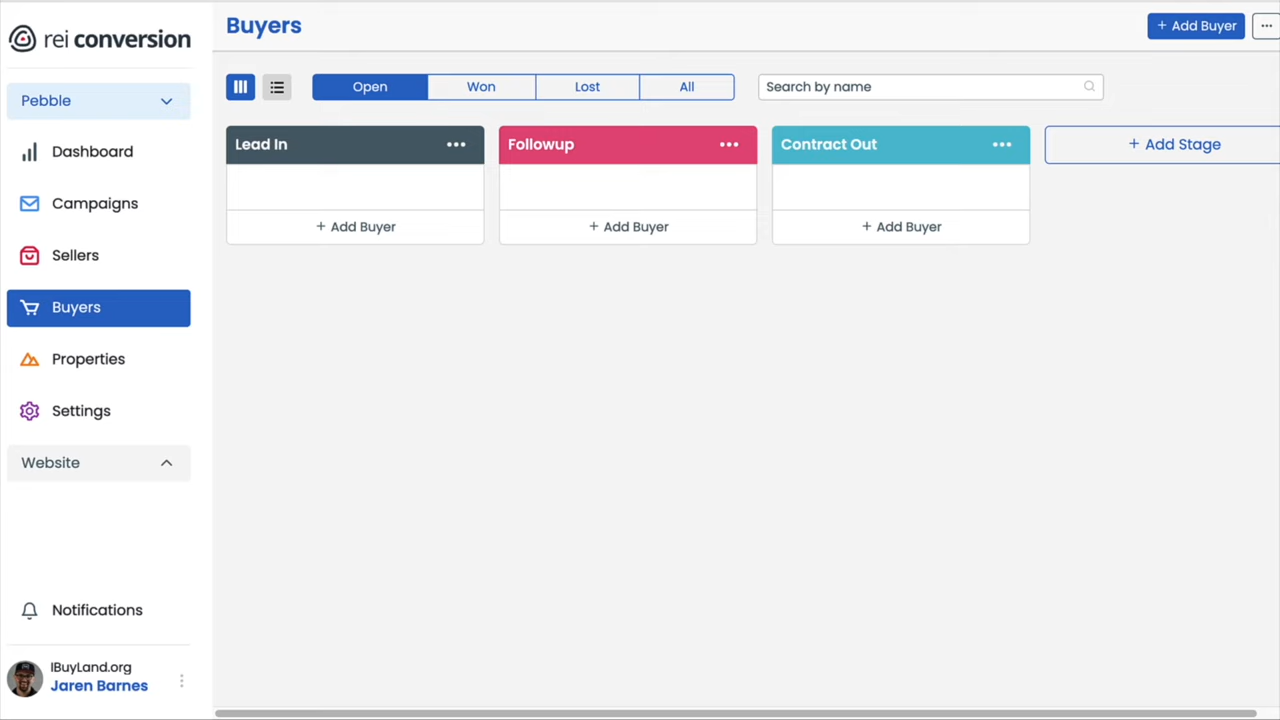 rei conversion
Pebble
Dashboard
Campaigns
Sellers
Buyers
Properties
Settings
Website
Notifications
IBuyLand.org
Jaren Barnes
Buyers
+ Add Buyer
Open Won Lost All
Search by name
Lead In
Followup
Contract Out
+ Add Stage
+ Add Buyer
+ Add Buyer
+ Add Buyer